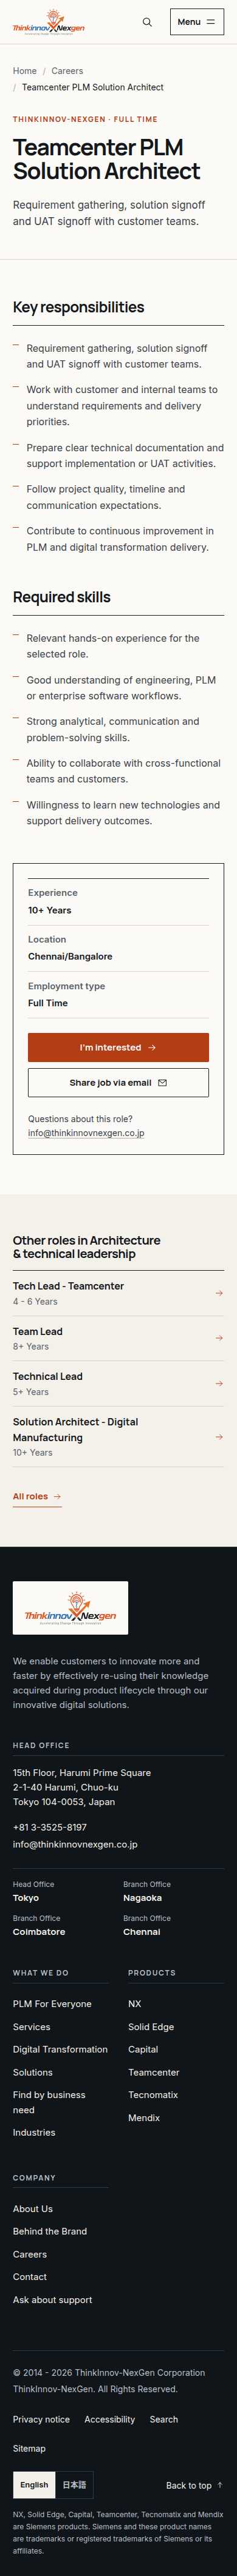 ThinkinnovXNexgen
Menu
Home / Careers
/ Teamcenter PLM Solution Architect
THINKINNOV-NEXGEN · FULL TIME
Teamcenter PLM
Solution Architect
Requirement gathering, solution signoff
and UAT signoff with customer teams.
Key responsibilities
Requirement gathering, solution signoff
and UAT signoff with customer teams.
Work with customer and internal teams to
understand requirements and delivery
priorities.
Prepare clear technical documentation and
support implementation or UAT activities.
Follow project quality, timeline and
communication expectations.
Contribute to continuous improvement in
PLM and digital transformation delivery.
Required skills
Relevant hands-on experience for the
selected role.
Good understanding of engineering, PLM
or enterprise software workflows.
Strong analytical, communication and
problem-solving skills.
Ability to collaborate with cross-functional
teams and customers.
Willingness to learn new technologies and
support delivery outcomes.
Experience
10+ Years
Location
Chennai/Bangalore
Employment type
Full Time
I'm interested →
Share job via email
Questions about this role?
info@thinkinnovnexgen.co.jp
Other roles in Architecture
& technical leadership
Tech Lead - Teamcenter
4 - 6 Years
→
Team Lead
8+ Years
→
Technical Lead
5+ Years
→
Solution Architect - Digital
Manufacturing
10+ Years
→
All roles →
ThinkinnovXNexgen
We enable customers to innovate more and
faster by effectively re-using their knowledge
acquired during product lifecycle through our
innovative digital solutions.
HEAD OFFICE
15th Floor, Harumi Prime Square
2-1-40 Harumi, Chuo-ku
Tokyo 104-0053, Japan
+81 3-3525-8197
info@thinkinnovnexgen.co.jp
Head Office
Tokyo
Branch Office
Nagaoka
Branch Office
Coimbatore
Branch Office
Chennai
WHAT WE DO
PLM For Everyone
Services
Digital Transformation
Solutions
Find by business
need
Industries
PRODUCTS
NX
Solid Edge
Capital
Teamcenter
Tecnomatix
Mendix
COMPANY
About Us
Behind the Brand
Careers
Contact
Ask about support
© 2014 - 2026 ThinkInnov-NexGen Corporation
ThinkInnov-NexGen. All Rights Reserved.
Privacy notice Accessibility Search
Sitemap
English 日本語
Back to top ↑
NX, Solid Edge, Capital, Teamcenter, Tecnomatix and Mendix
are Siemens products. Siemens and these product names
are trademarks or registered trademarks of Siemens or its
affiliates.